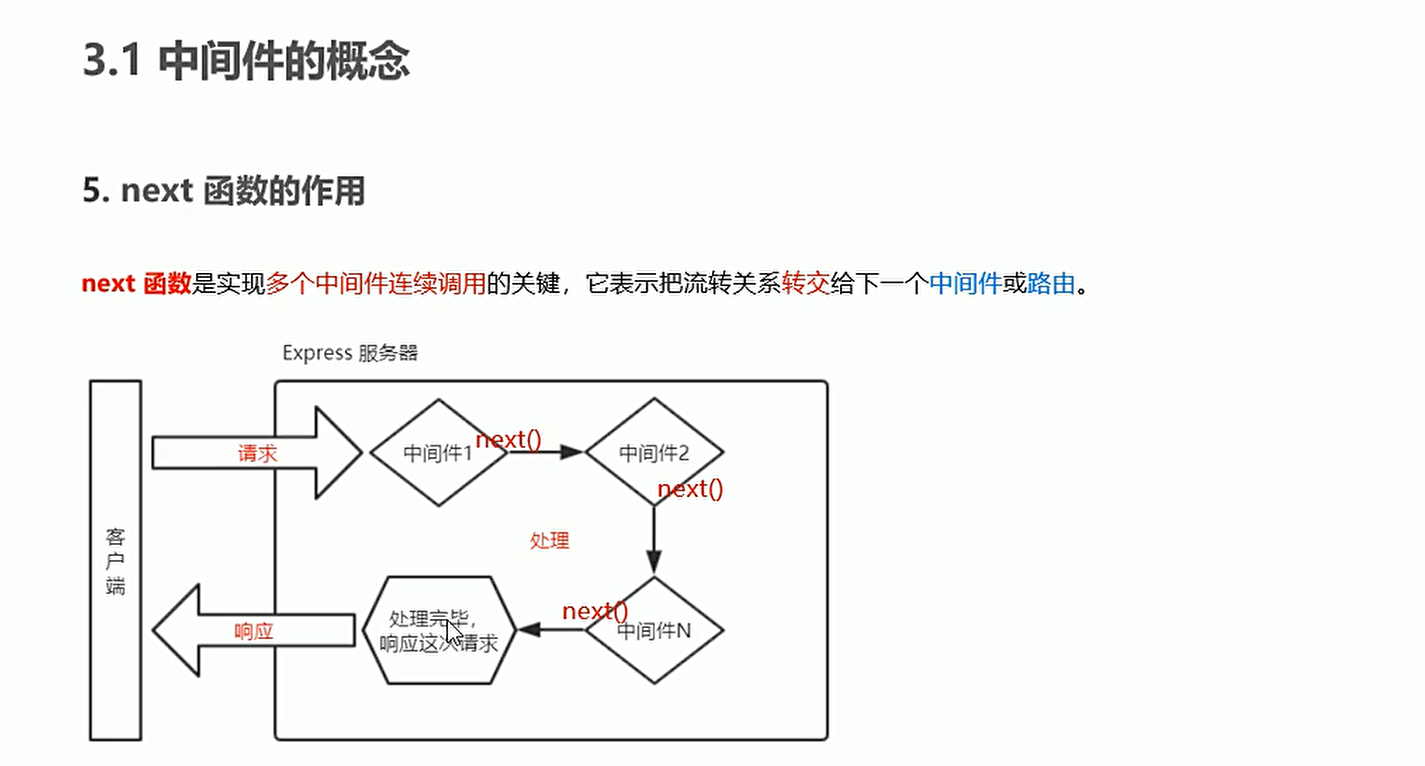 3.1 中间件的概念
5. next 函数的作用
next 函数是实现多个中间件连续调用的关键，它表示把流转关系转交给下一个中间件或路由。
Express 服务器
请求
中间件1
next()
中间件2
next()
处理
客
户
端
响应
处理完毕，
响应这次请求
next()
中间件N